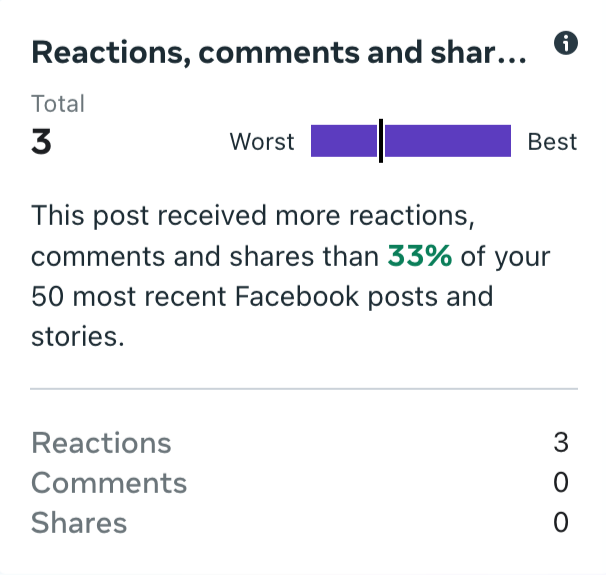 Reactions, comments and shar...
Total
3
Worst
Best
This post received more reactions,
comments and shares than 33% of your
50 most recent Facebook posts and
stories.
Reactions 3
Comments 0
Shares 0